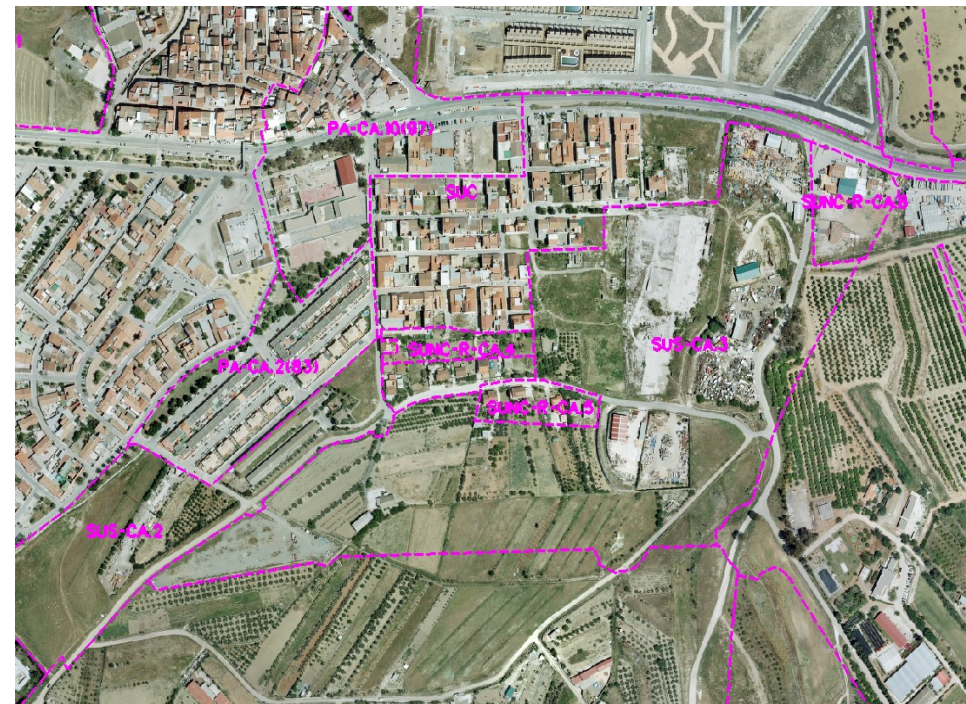 PA-CA.10(97)
SUC
SUNC-R-CA.6
SUS-CA.3
SUNC-R-CA.4
PA-CA.2(83)
SUNC-R-CA.5
SUS-CA.2